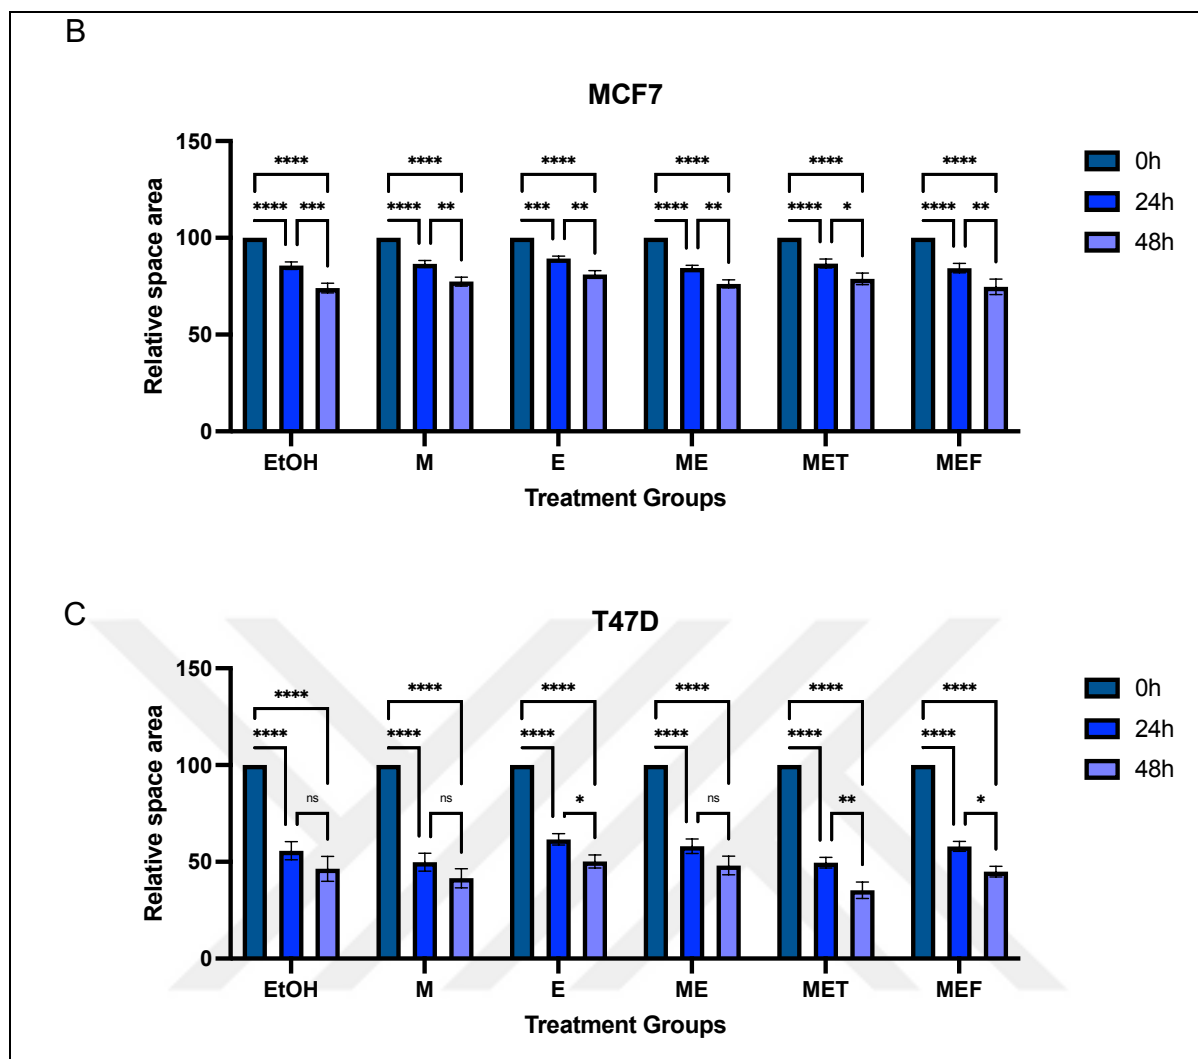 B
MCF7
Relative space area
150
100
50
0
**** **** **** **** **** ****
**** *** **** ** *** ** **** ** **** * **** **
EtOH M E ME MET MEF
Treatment Groups
0h
24h
48h
C
T47D
Relative space area
150
100
50
0
**** **** **** **** **** ****
**** **** **** **** **** ****
ns ns * ns ** *
EtOH M E ME MET MEF
Treatment Groups
0h
24h
48h